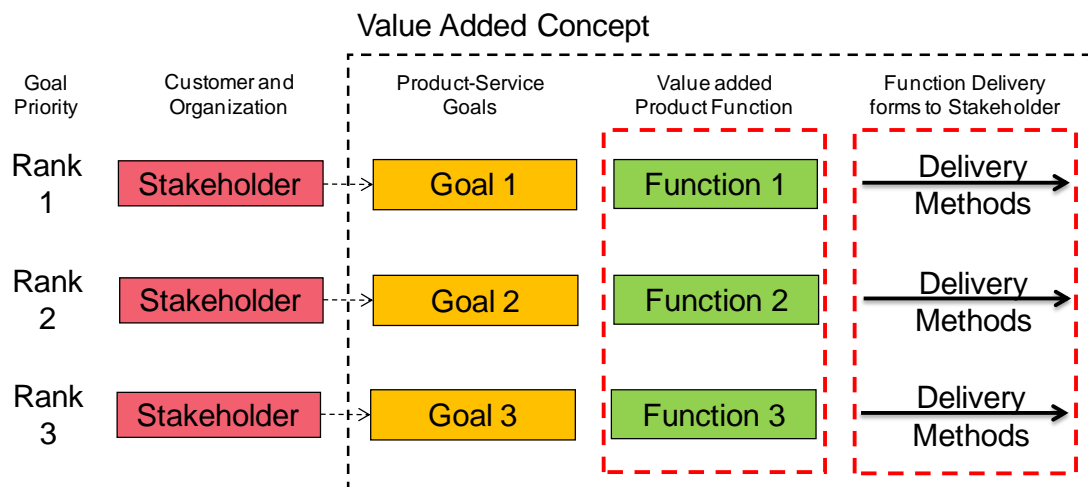 Value Added Concept
Goal
Priority
Customer and
Organization
Product-Service
Goals
Value added
Product Function
Function Delivery
forms to Stakeholder
Rank
1
Stakeholder
Goal 1
Function 1
Delivery
Methods
Rank
2
Stakeholder
Goal 2
Function 2
Delivery
Methods
Rank
3
Stakeholder
Goal 3
Function 3
Delivery
Methods